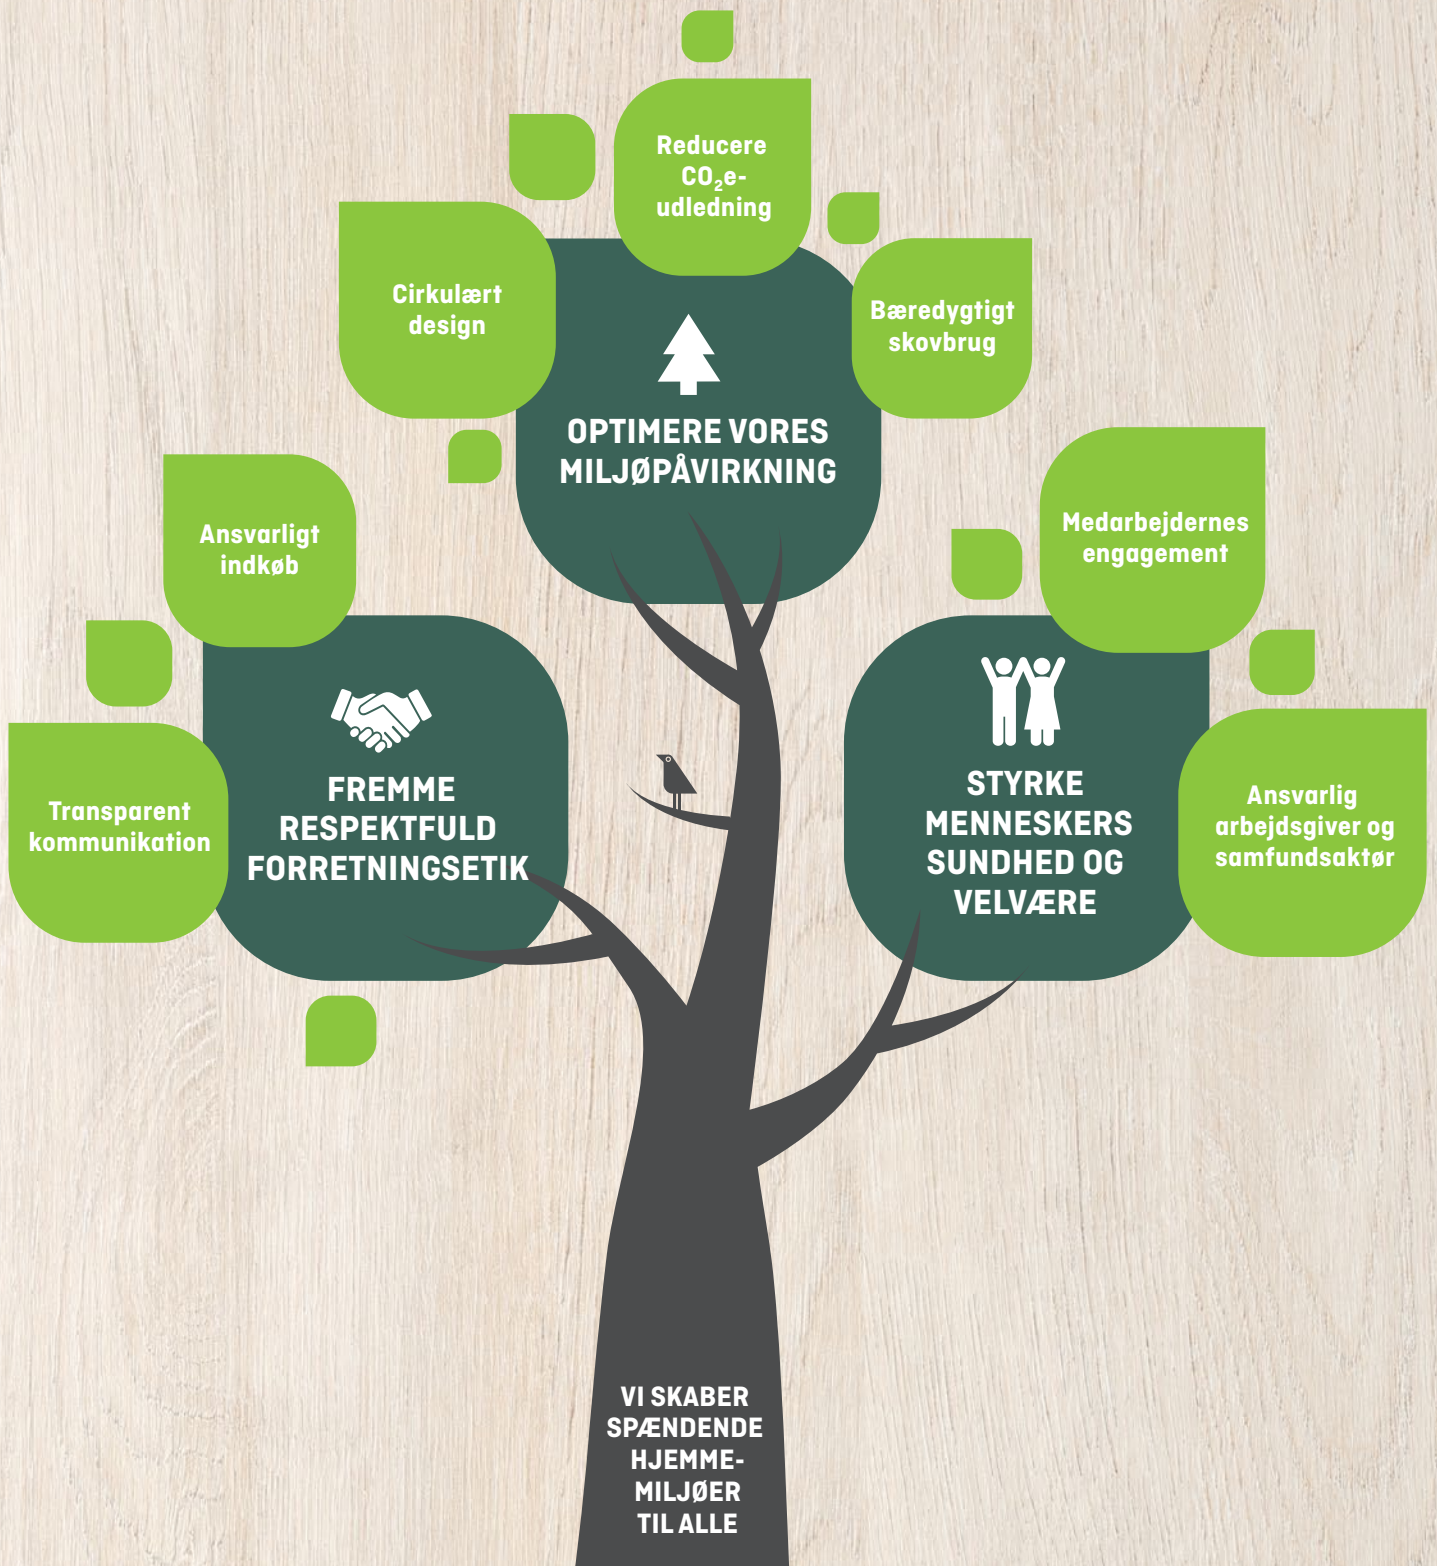 Reducere
CO₂e-
udledning
Cirkulært
design
Bæredygtigt
skovbrug
OPTIMERE VORES
MILJØPÅVIRKNING
Ansvarligt
indkøb
Transparent
kommunikation
FREMME
RESPEKTFULD
FORRETNINGSETIK
Medarbejdernes
engagement
STYRKE
MENNESKERS
SUNDHED OG
VELVÆRE
Ansvarlig
arbejdsgiver og
samfundsaktør
VI SKABER
SPÆNDENDE
HJEMME-
MILJØER
TIL ALLE